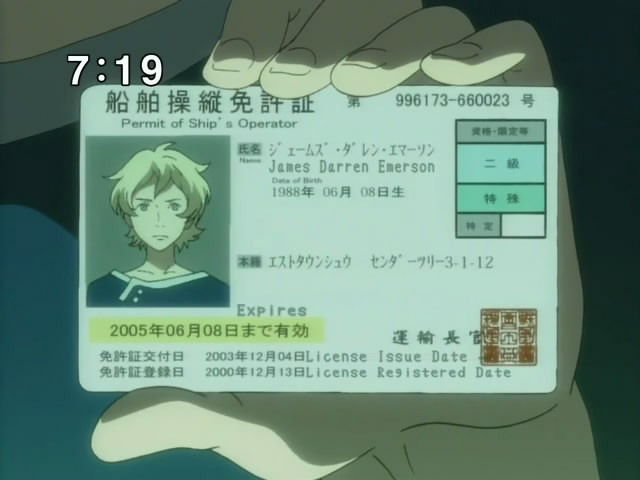 7:19
船舶操縦免許証 第 996173-660023 号
Permit of Ship's Operator
氏名 ジェームズ・ダレン・エマーソン
Name James Darren Emerson
Date of Birth
1988年 06月 08日生
資格・限定等
二級
特殊
特定
本籍 エストタウンシュウ センダーツリー3-1-12
Expires
2005年06月08日まで有効
運輸長官
免許証交付日 2003年12月04日License Issue Date
免許証登録日 2000年12月13日License Registered Date